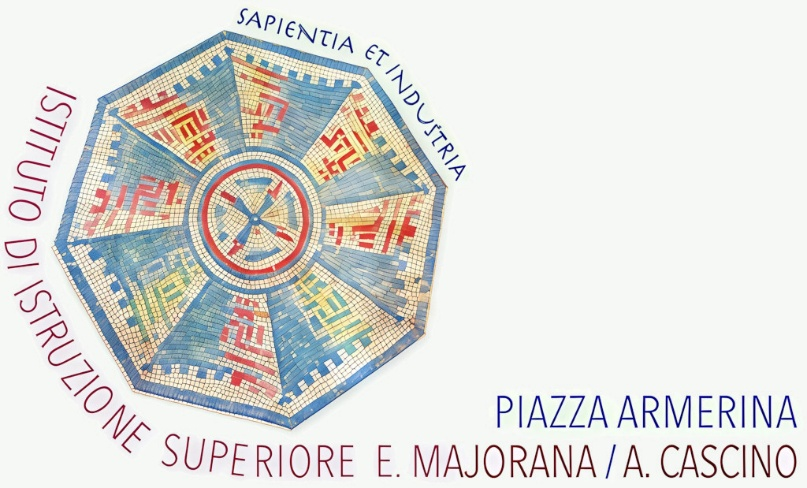 SAPIENTIA ET INDUSTRIA
ISTITUTO DI ISTRUZIONE SUPERIORE E. MAJORANA / A. CASCINO
PIAZZA ARMERINA